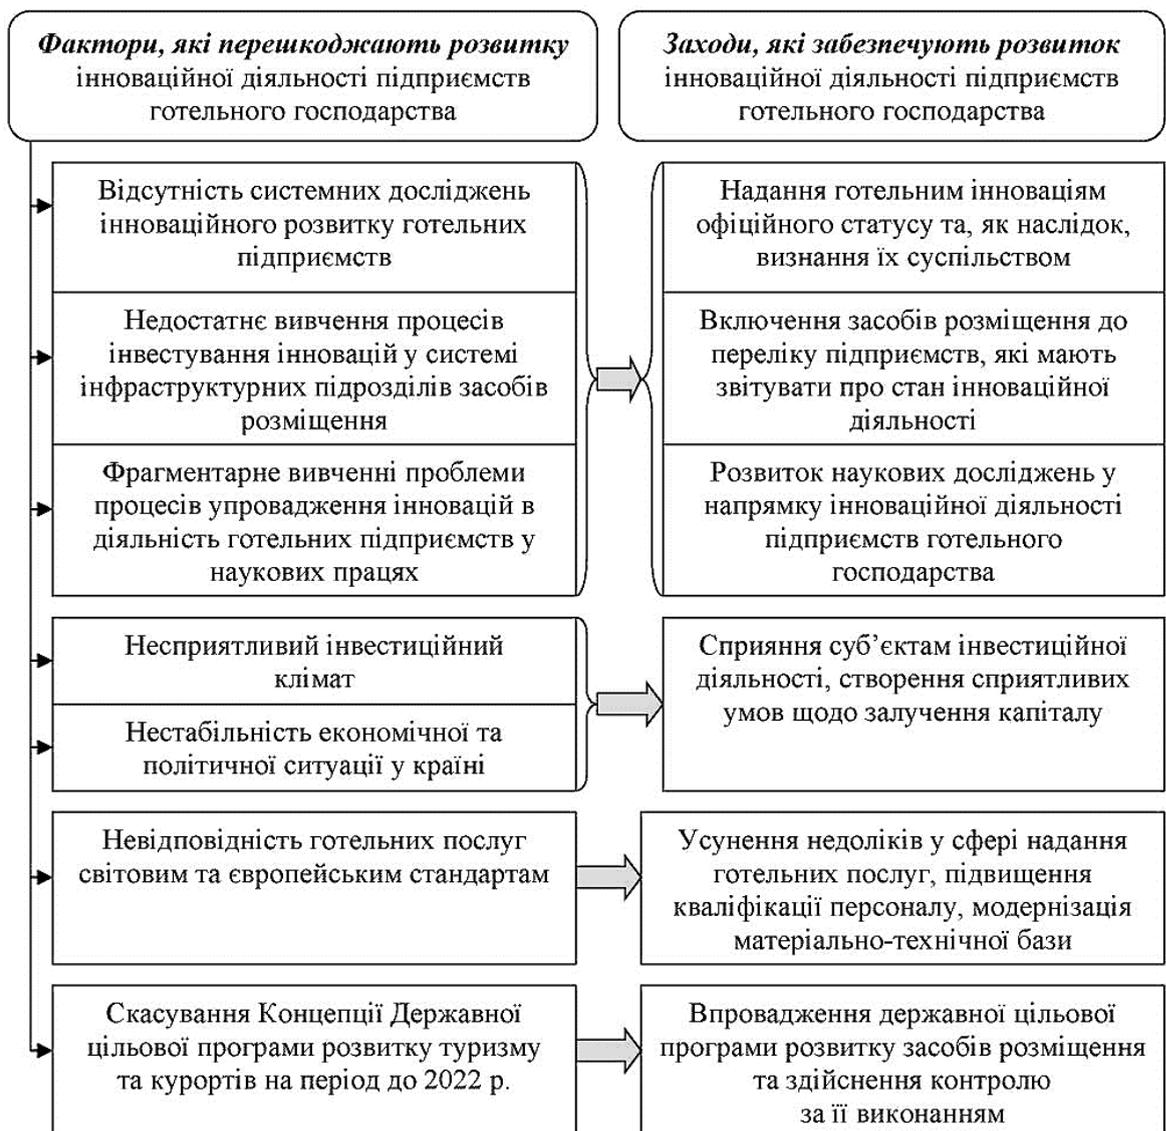 Фактори, які перешкоджають розвитку
інноваційної діяльності підприємств
готельного господарства
Заходи, які забезпечують розвиток
інноваційної діяльності підприємств
готельного господарства
Відсутність системних досліджень
інноваційного розвитку готельних
підприємств
Недостатнє вивчення процесів
інвестування інновацій у системі
інфраструктурних підрозділів засобів
розміщення
Фрагментарне вивченні проблеми
процесів упровадження інновацій в
діяльність готельних підприємств у
наукових працях
Надання готельним інноваціям
офіційного статусу та, як наслідок,
визнання їх суспільством
Включення засобів розміщення до
переліку підприємств, які мають
звітувати про стан інноваційної
діяльності
Розвиток наукових досліджень у
напрямку інноваційної діяльності
підприємств готельного
господарства
Несприятливий інвестиційний
клімат
Нестабільність економічної та
політичної ситуації у країні
Сприяння суб’єктам інвестиційної
діяльності, створення сприятливих
умов щодо залучення капіталу
Невідповідність готельних послуг
світовим та європейським стандартам
Усунення недоліків у сфері надання
готельних послуг, підвищення
кваліфікації персоналу, модернізація
матеріально-технічної бази
Скасування Концепції Державної
цільової програми розвитку туризму
та курортів на період до 2022 р.
Впровадження державної цільової
програми розвитку засобів розміщення
та здійснення контролю
за її виконанням